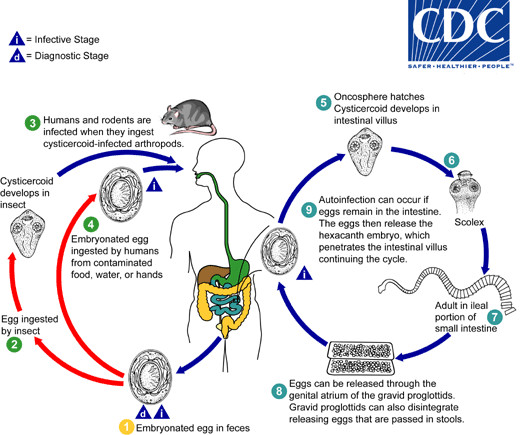 i = Infective Stage
d = Diagnostic Stage
CDC
SAFER · HEALTHIER · PEOPLE™
3 Humans and rodents are
infected when they ingest
cysticercoid-infected arthropods.
5 Oncosphere hatches
Cysticercoid develops in
intestinal villus
6
Scolex
Cysticercoid
develops in
insect
i
4
Embryonated egg
ingested by humans
from contaminated
food, water, or hands
9
Autoinfection can occur if
eggs remain in the intestine.
The eggs then release the
hexacanth embryo, which
penetrates the intestinal villus
continuing the cycle.
i
Egg ingested
by insect
2
Adult in ileal
portion of 7
small intestine
d i
1 Embryonated egg in feces
8 Eggs can be released through the
genital atrium of the gravid proglottids.
Gravid proglottids can also disintegrate
releasing eggs that are passed in stools.